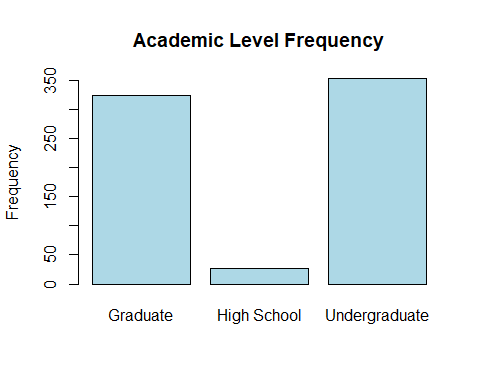 Academic Level Frequency
Frequency
350
250
150
50
0
Graduate
High School
Undergraduate